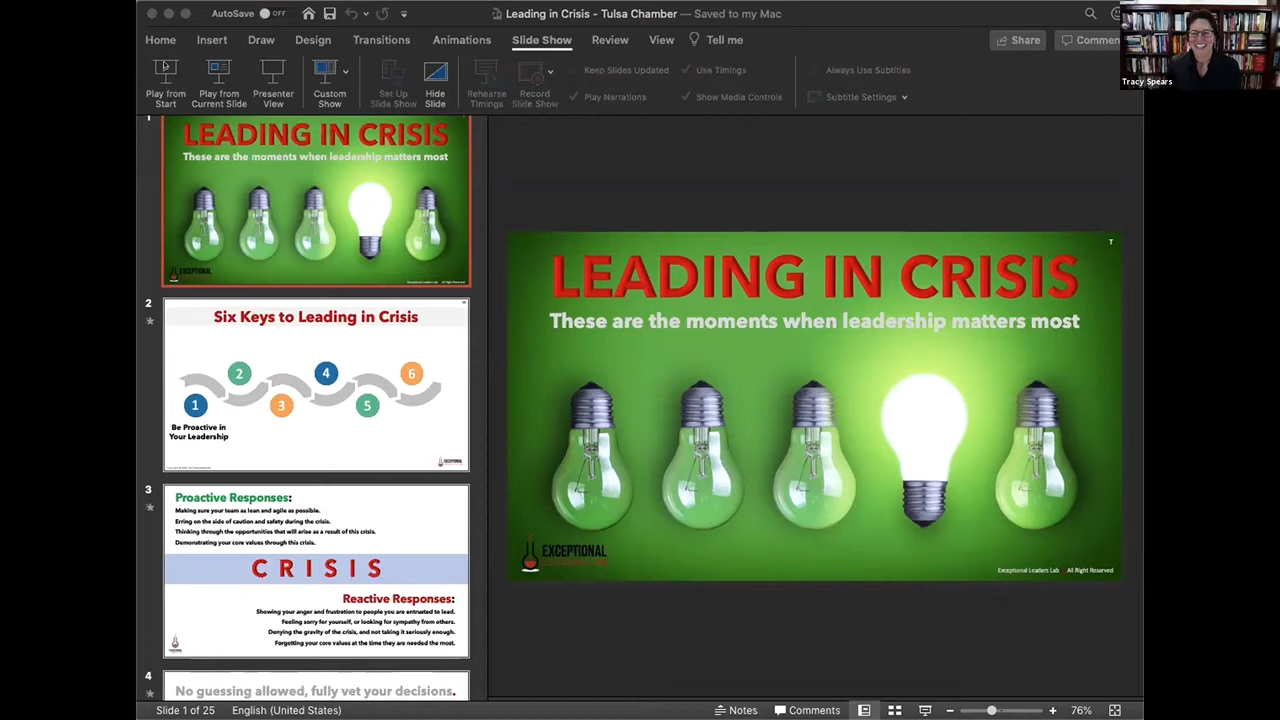 AutoSave OFF
Leading in Crisis - Tulsa Chamber — Saved to my Mac
Home Insert Draw Design Transitions Animations Slide Show Review View Tell me
Share Commen
Play from Start
Play from Current Slide
Presenter View
Custom Show
Set Up Slide Show
Hide Slide
Rehearse Timings
Record Slide Show
Keep Slides Updated
Play Narrations
Use Timings
Show Media Controls
Always Use Subtitles
Subtitle Settings
Tracy Spears
1
LEADING IN CRISIS
These are the moments when leadership matters most
EXCEPTIONAL
Exceptional Leaders Lab All Right Reserved
2
Six Keys to Leading in Crisis
1
2
3
4
5
6
Be Proactive in
Your Leadership
EXCEPTIONAL
3
Proactive Responses:
Making sure your team as lean and agile as possible.
Erring on the side of caution and safety during the crisis.
Thinking through the opportunities that will arise as a result of this crisis.
Demonstrating your core values through this crisis.
CRISIS
Reactive Responses:
Showing your anger and frustration to people you are entrusted to lead.
Feeling sorry for yourself, or looking for sympathy from others.
Denying the gravity of the crisis, and not taking it seriously enough.
Forgetting your core values at the time they are needed the most.
4
No guessing allowed, fully vet your decisions.
T
LEADING IN CRISIS
These are the moments when leadership matters most
EXCEPTIONAL
Exceptional Leaders Lab All Right Reserved
Slide 1 of 25 English (United States)
Notes Comments 76%